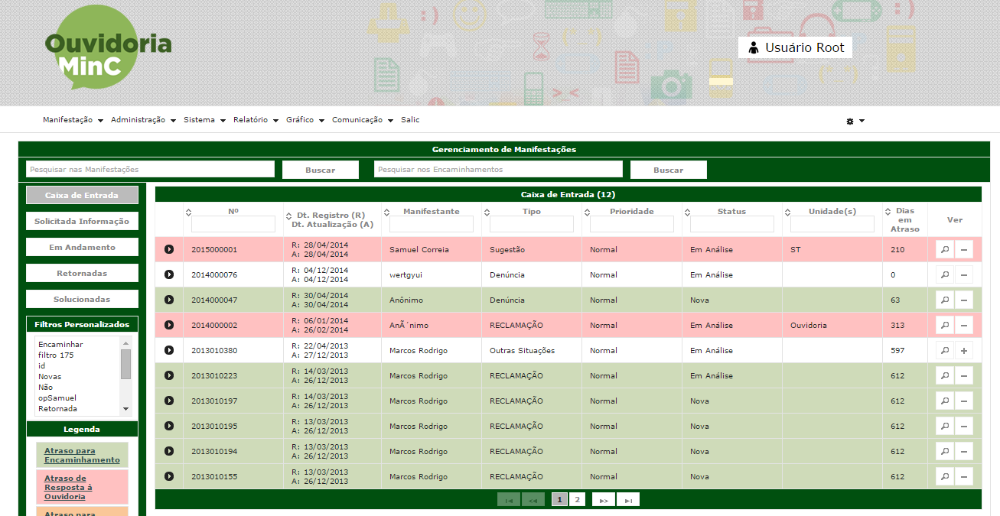 Ouvidoria
MinC
Usuário Root
Manifestação Administração Sistema Relatório Gráfico Comunicação Salic
Gerenciamento de Manifestações
Pesquisar nas Manifestações Buscar Pesquisar nos Encaminhamentos Buscar
Caixa de Entrada
Solicitada Informação
Em Andamento
Retornadas
Solucionadas
Filtros Personalizados
Encaminhar
filtro 175
id
Novas
Não
opSamuel
Retornada
Legenda
Atraso para
Encaminhamento
Atraso de
Resposta à
Ouvidoria
Atraso para
Caixa de Entrada (12)
Nº
Dt. Registro (R)
Dt. Atualização (A)
Manifestante
Tipo
Prioridade
Status
Unidade(s)
Dias
em
Atraso
Ver
2015000001
R: 28/04/2014
A: 28/04/2014
Samuel Correia
Sugestão
Normal
Em Análise
ST
210
2014000076
R: 04/12/2014
A: 04/12/2014
wertgyui
Denúncia
Normal
Em Análise
0
2014000047
R: 30/04/2014
A: 30/04/2014
Anônimo
Denúncia
Normal
Nova
63
2014000002
R: 06/01/2014
A: 26/02/2014
AnÃ´nimo
RECLAMAÇÃO
Normal
Em Análise
Ouvidoria
313
2013010380
R: 22/04/2013
A: 27/12/2013
Marcos Rodrigo
Outras Situações
Normal
Em Análise
597
2013010223
R: 14/03/2013
A: 26/12/2013
Marcos Rodrigo
RECLAMAÇÃO
Normal
Em Análise
612
2013010197
R: 14/03/2013
A: 26/12/2013
Marcos Rodrigo
RECLAMAÇÃO
Normal
Nova
612
2013010195
R: 13/03/2013
A: 26/12/2013
Marcos Rodrigo
RECLAMAÇÃO
Normal
Nova
612
2013010194
R: 13/03/2013
A: 26/12/2013
Marcos Rodrigo
RECLAMAÇÃO
Normal
Nova
612
2013010155
R: 13/03/2013
A: 26/12/2013
Marcos Rodrigo
RECLAMAÇÃO
Normal
Nova
612
1 2